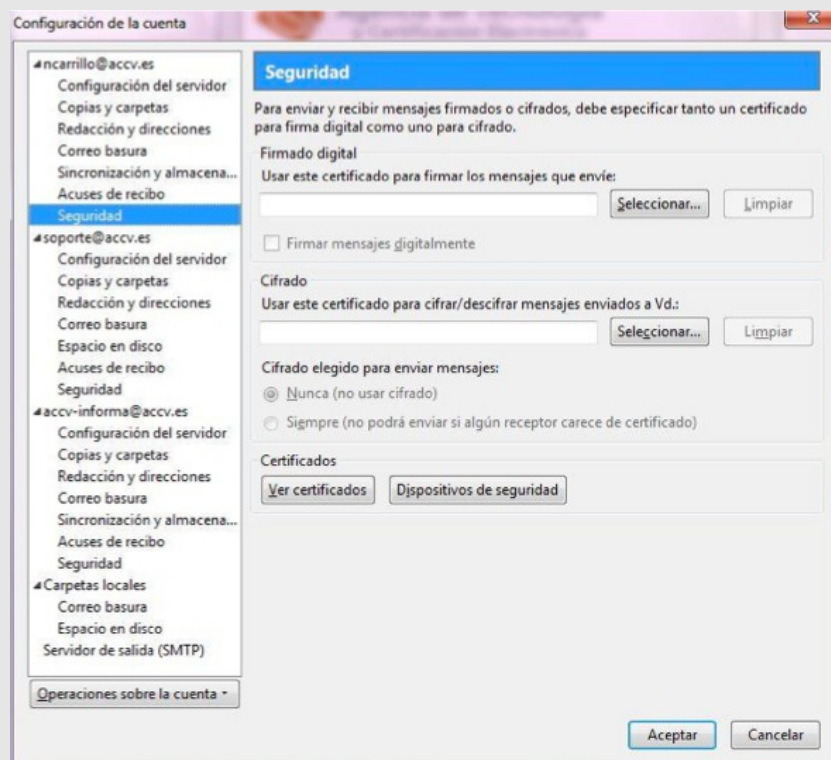 Configuración de la cuenta
ncarrillo@accv.es
Configuración del servidor
Copias y carpetas
Redacción y direcciones
Correo basura
Sincronización y almacena...
Acuses de recibo
Seguridad
soporte@accv.es
Configuración del servidor
Copias y carpetas
Redacción y direcciones
Correo basura
Espacio en disco
Acuses de recibo
Seguridad
accv-informa@accv.es
Configuración del servidor
Copias y carpetas
Redacción y direcciones
Correo basura
Sincronización y almacena...
Acuses de recibo
Seguridad
Carpetas locales
Correo basura
Espacio en disco
Servidor de salida (SMTP)
Operaciones sobre la cuenta
Seguridad
Para enviar y recibir mensajes firmados o cifrados, debe especificar tanto un certificado
para firma digital como uno para cifrado.
Firmado digital
Usar este certificado para firmar los mensajes que envíe:
Seleccionar... Limpiar
Firmar mensajes digitalmente
Cifrado
Usar este certificado para cifrar/descifrar mensajes enviados a Vd.:
Seleccionar... Limpiar
Cifrado elegido para enviar mensajes:
Nunca (no usar cifrado)
Siempre (no podrá enviar si algún receptor carece de certificado)
Certificados
Ver certificados Dispositivos de seguridad
Aceptar Cancelar